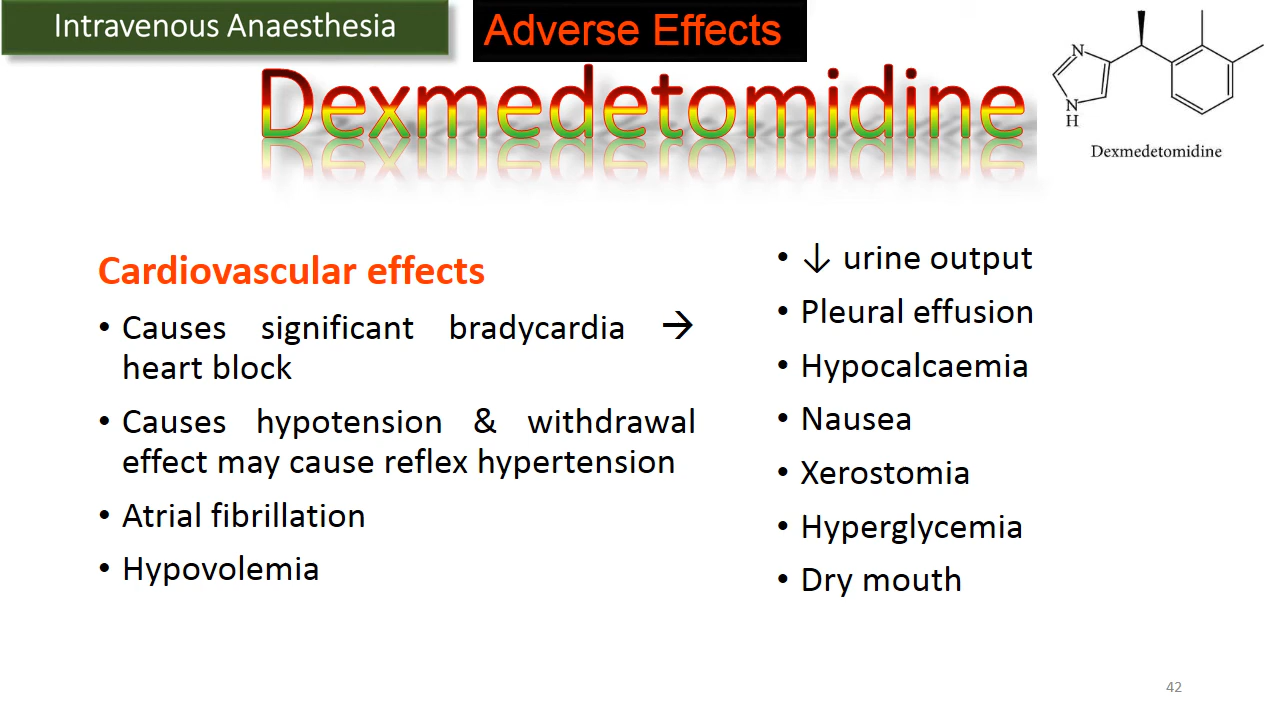 Intravenous Anaesthesia
Adverse Effects
Dexmedetomidine
N
N
H
Dexmedetomidine
Cardiovascular effects
• Causes significant bradycardia →
heart block
• Causes hypotension & withdrawal
effect may cause reflex hypertension
• Atrial fibrillation
• Hypovolemia
• ↓ urine output
• Pleural effusion
• Hypocalcaemia
• Nausea
• Xerostomia
• Hyperglycemia
• Dry mouth
42